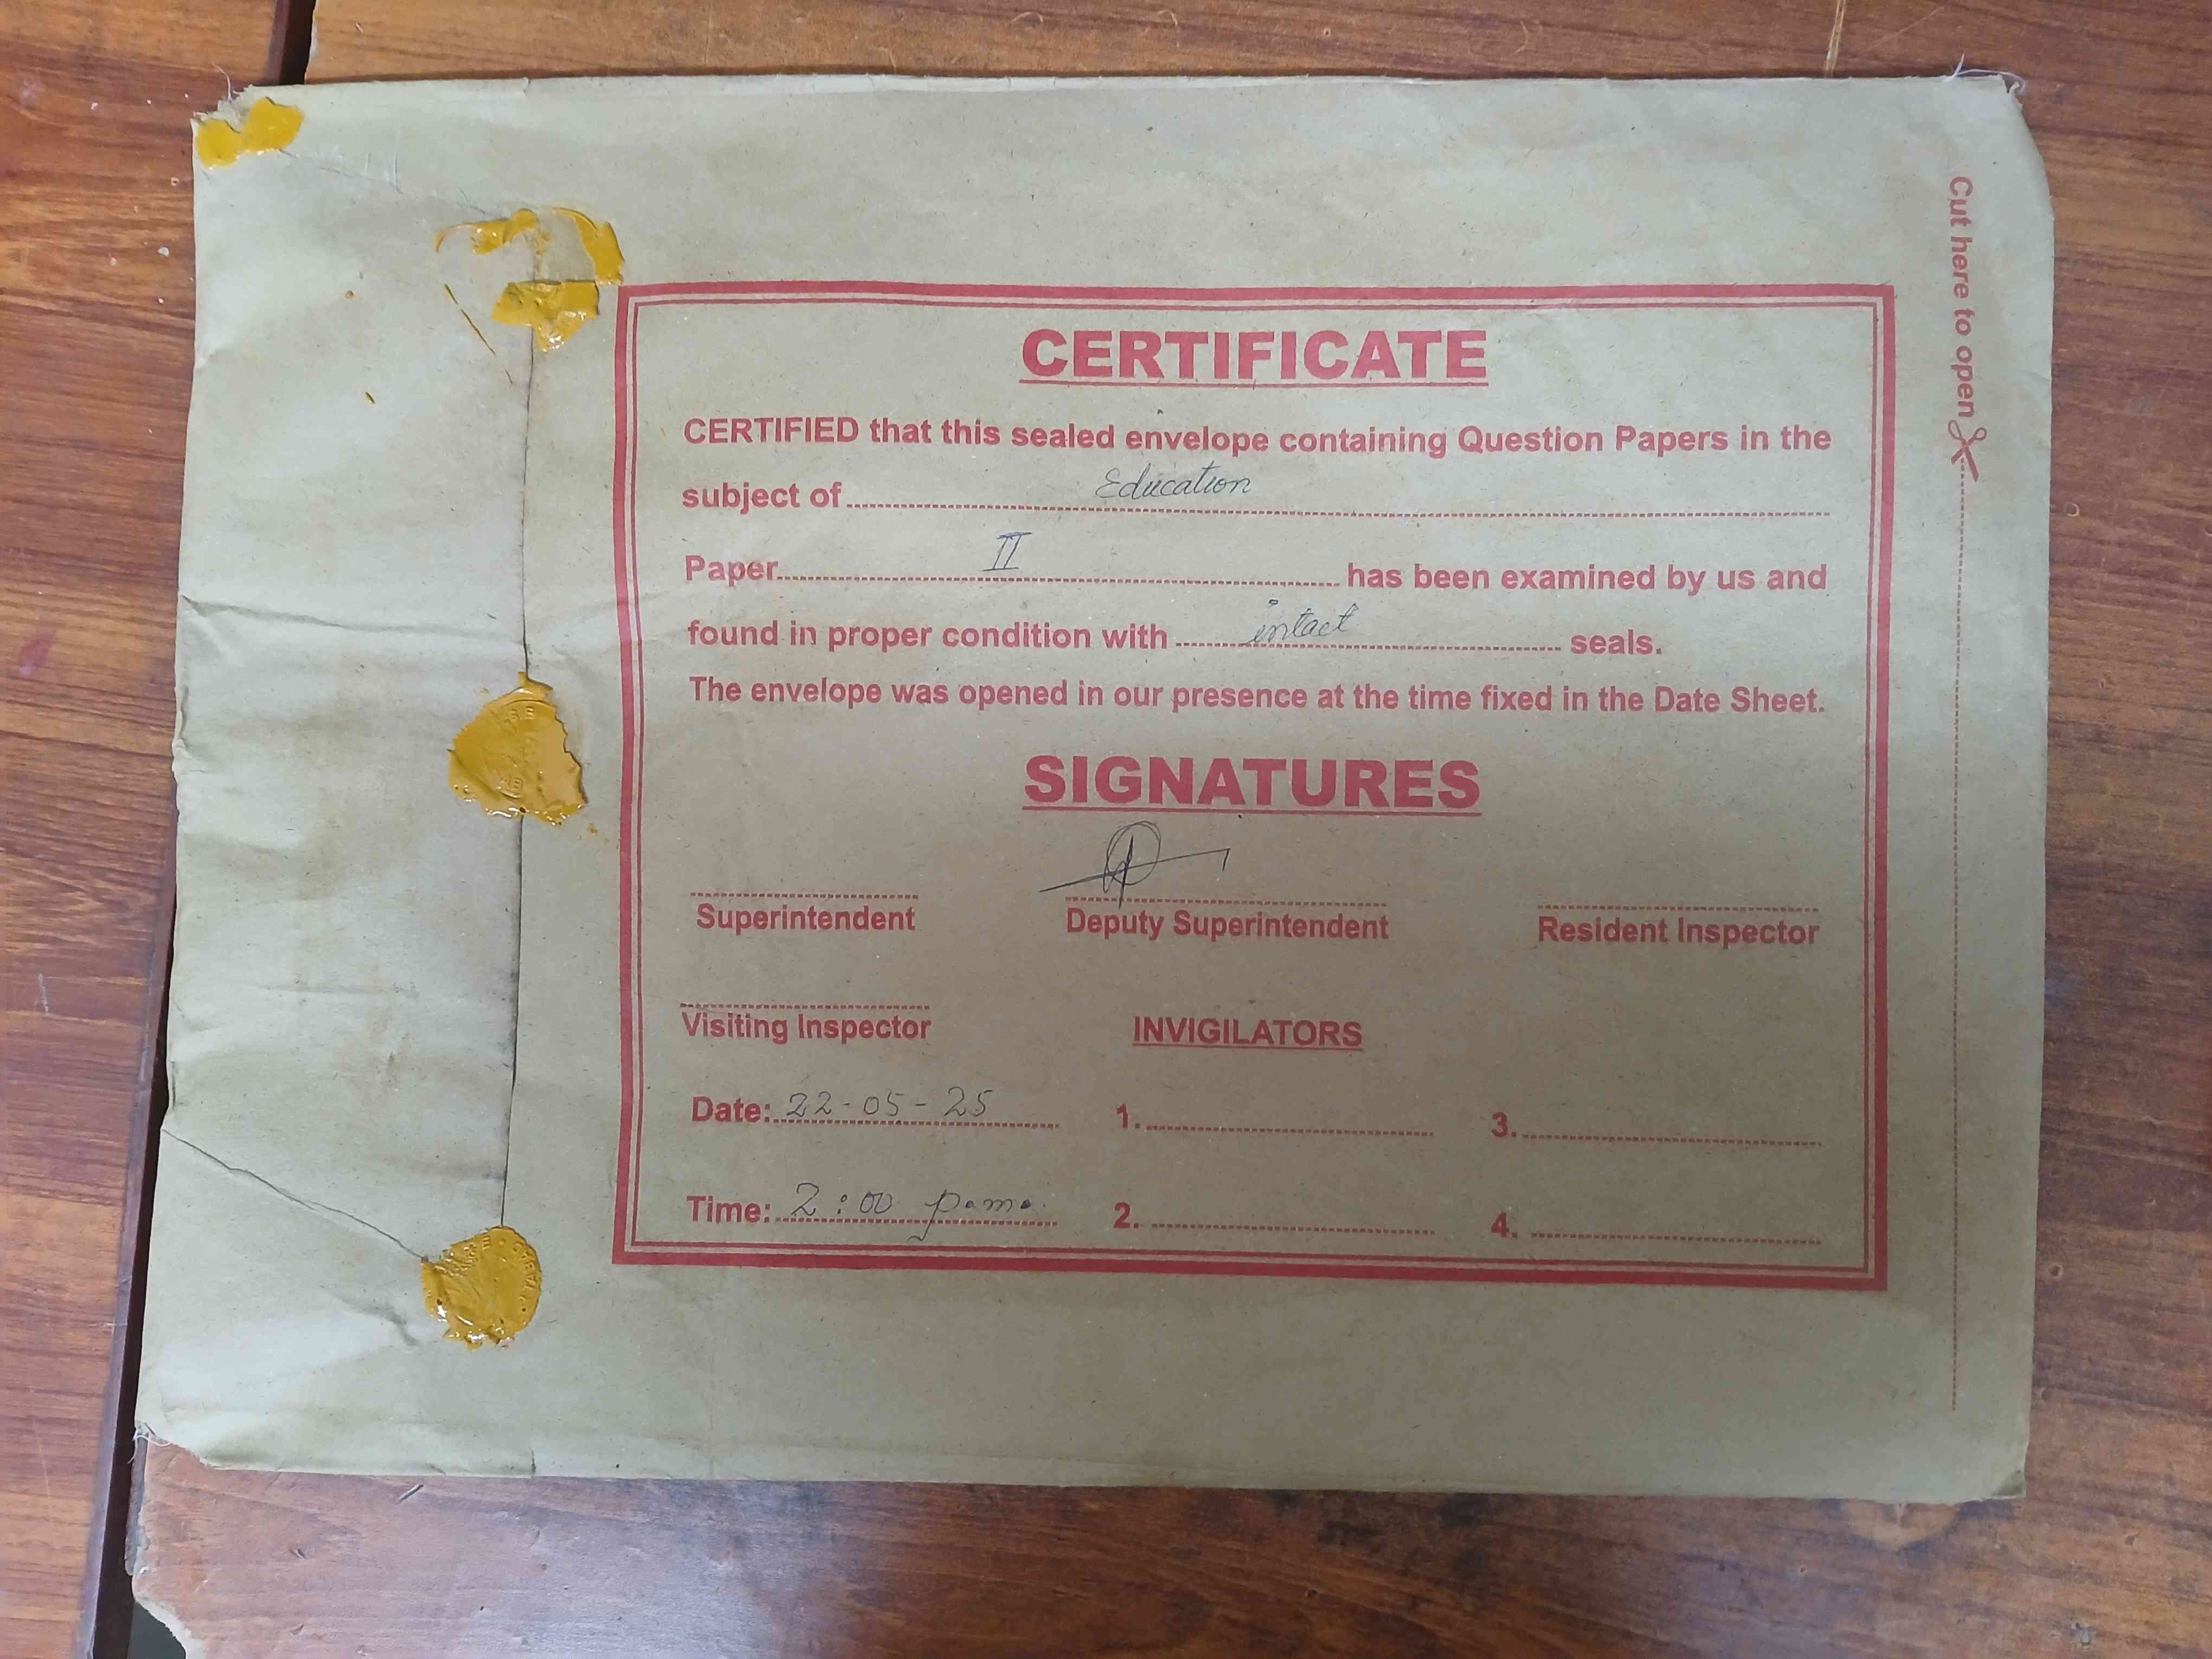 Cut here to open
CERTIFICATE
CERTIFIED that this sealed envelope containing Question Papers in the
subject of Education
Paper II has been examined by us and
found in proper condition with intact seals.
The envelope was opened in our presence at the time fixed in the Date Sheet.
SIGNATURES
Superintendent Deputy Superintendent Resident Inspector
Visiting Inspector INVIGILATORS
Date: 22-05-25 1. 3.
Time: 2:00 p.m. 2. 4.